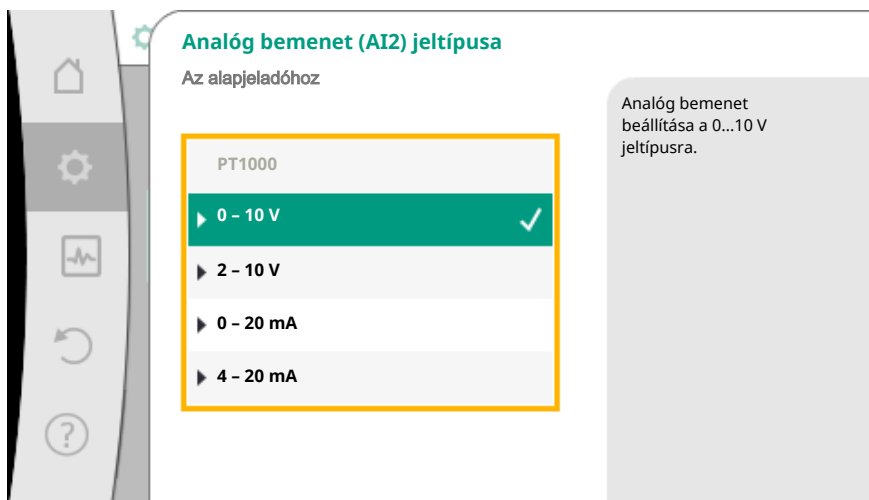 Analóg bemenet (AI2) jeltípusa
Az alapjeladóhoz
PT1000
0 – 10 V
2 – 10 V
0 – 20 mA
4 – 20 mA
Analóg bemenet
beállítása a 0...10 V
jeltípusra.
?